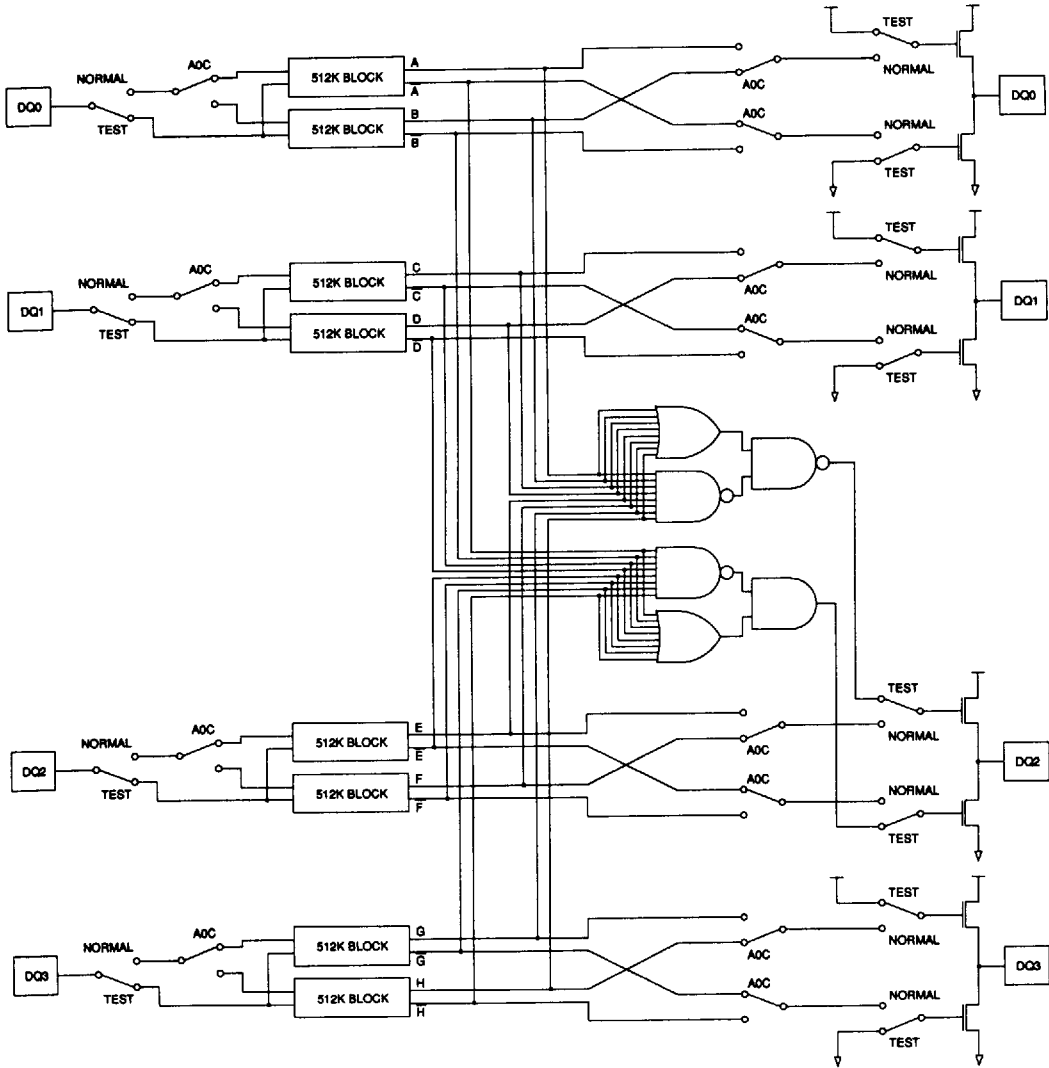 TEST
A0C
NORMAL
512K BLOCK
A
A̅
A0C
NORMAL
DQ0
TEST
512K BLOCK
B
B̅
A0C
NORMAL
DQ0
TEST
TEST
A0C
NORMAL
512K BLOCK
C
C̅
A0C
NORMAL
DQ1
TEST
512K BLOCK
D
D̅
A0C
NORMAL
DQ1
TEST
TEST
A0C
NORMAL
512K BLOCK
E
E̅
A0C
NORMAL
DQ2
TEST
512K BLOCK
F
F̅
A0C
NORMAL
DQ2
TEST
TEST
A0C
NORMAL
512K BLOCK
G
G̅
A0C
NORMAL
DQ3
TEST
512K BLOCK
H
H̅
A0C
NORMAL
DQ3
TEST